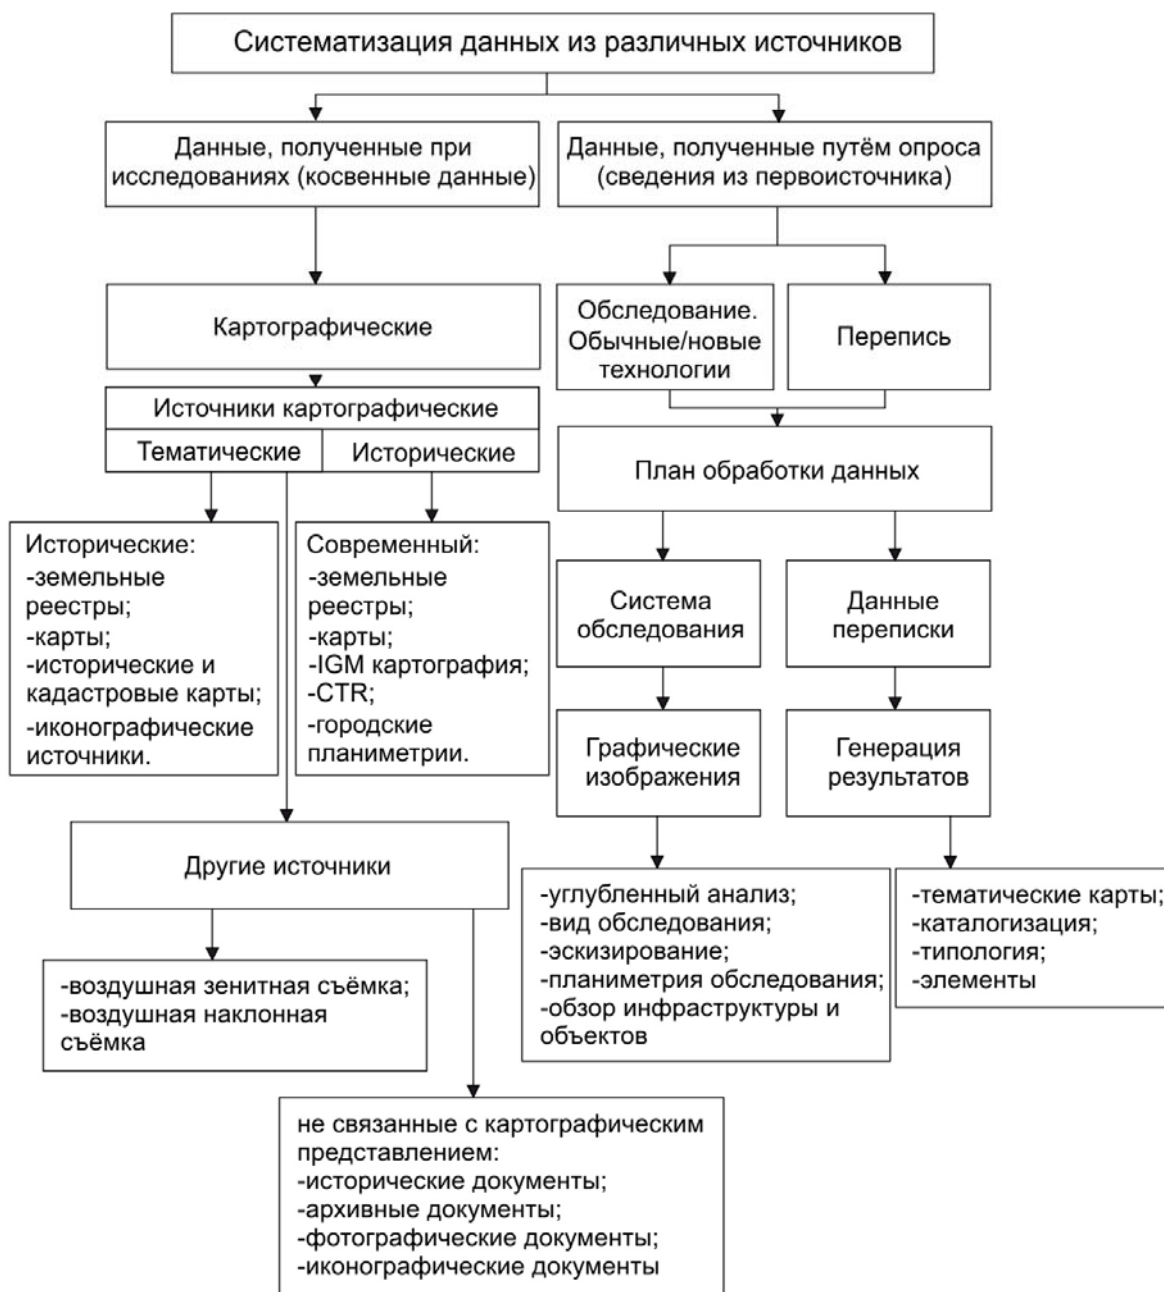 Систематизация данных из различных источников
Данные, полученные при
исследованиях (косвенные данные)
Данные, полученные путём опроса
(сведения из первоисточника)
Картографические
Обследование.
Обычные/новые
технологии
Перепись
Источники картографические
Тематические
Исторические
План обработки данных
Исторические:
-земельные
реестры;
-карты;
-исторические и
кадастровые карты;
-иконографические
источники.
Современный:
-земельные
реестры;
-карты;
-IGM картография;
-CTR;
-городские
планиметрии.
Система
обследования
Данные
переписки
Графические
изображения
Генерация
результатов
Другие источники
-углубленный анализ;
-вид обследования;
-эскизирование;
-планиметрия обследования;
-обзор инфраструктуры и
объектов
-тематические карты;
-каталогизация;
-типология;
-элементы
-воздушная зенитная съёмка;
-воздушная наклонная
съёмка
не связанные с картографическим
представлением:
-исторические документы;
-архивные документы;
-фотографические документы;
-иконографические документы